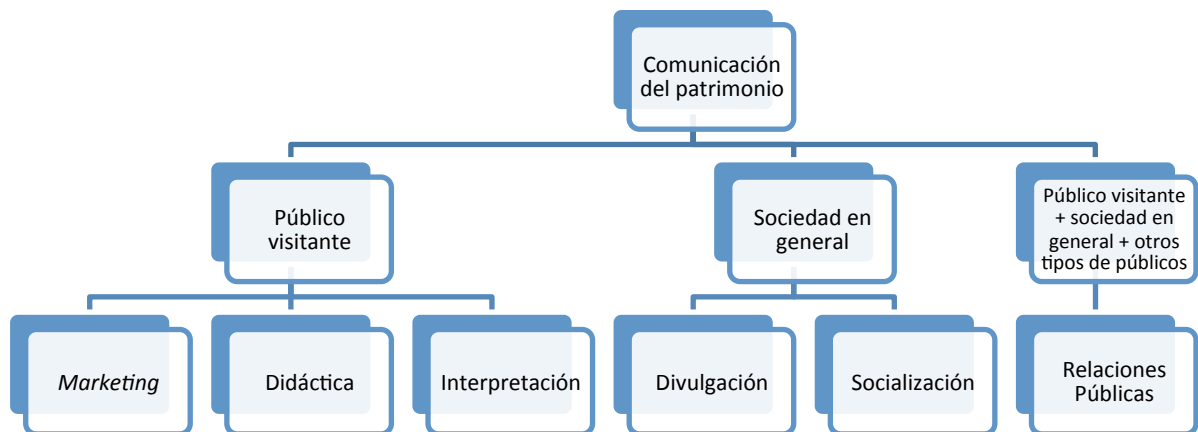 Comunicación
del patrimonio
Público
visitante
Sociedad en
general
Público visitante
+ sociedad en
general + otros
tipos de públicos
Marketing
Didáctica
Interpretación
Divulgación
Socialización
Relaciones
Públicas